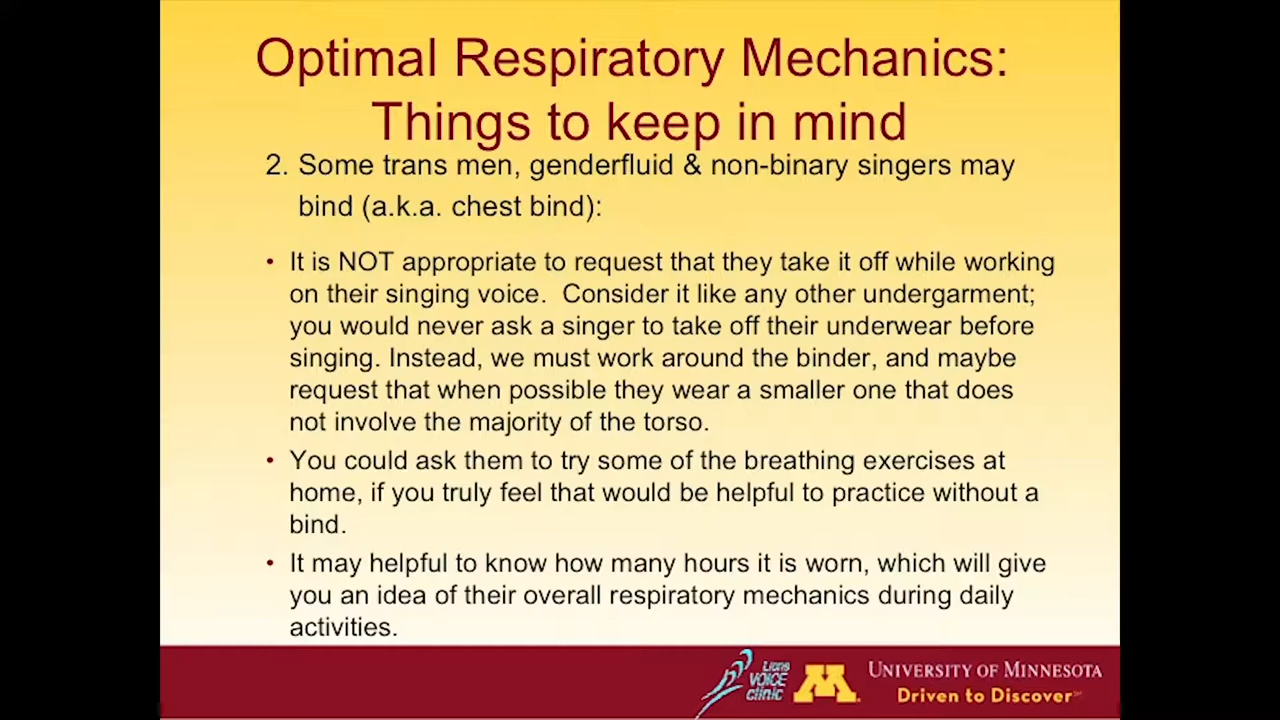 Optimal Respiratory Mechanics:
Things to keep in mind
2. Some trans men, genderfluid & non-binary singers may
bind (a.k.a. chest bind):
• It is NOT appropriate to request that they take it off while working
on their singing voice. Consider it like any other undergarment;
you would never ask a singer to take off their underwear before
singing. Instead, we must work around the binder, and maybe
request that when possible they wear a smaller one that does
not involve the majority of the torso.
• You could ask them to try some of the breathing exercises at
home, if you truly feel that would be helpful to practice without a
bind.
• It may helpful to know how many hours it is worn, which will give
you an idea of their overall respiratory mechanics during daily
activities.
Lions
VOICE
clinic
M
UNIVERSITY OF MINNESOTA
Driven to Discover℠